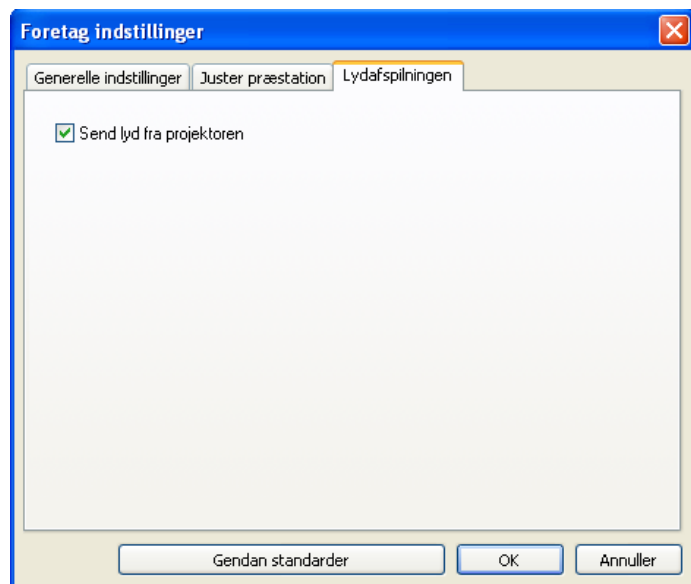 Foretag indstillinger
Generelle indstillinger Juster præstation Lydafspilningen
Send lyd fra projektoren
Gendan standarder OK Annuller